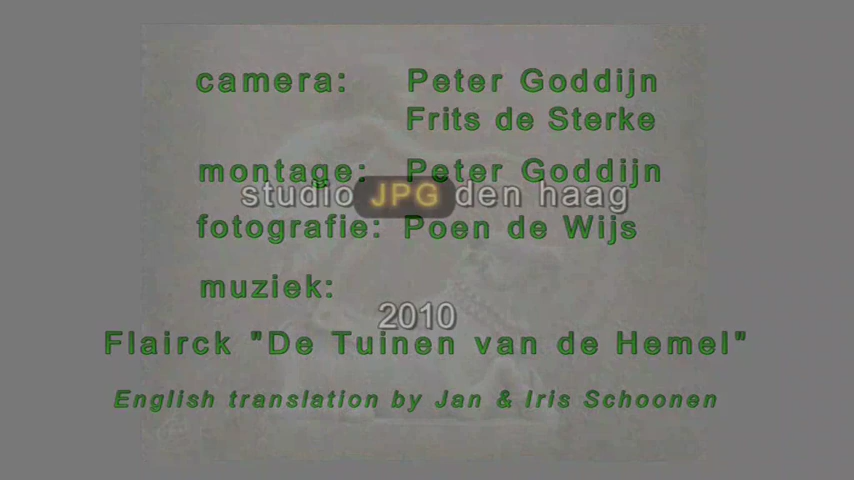 camera: Peter Goddijn
Frits de Sterke
montage: Peter Goddijn
studio JPG den haag
fotografie: Poen de Wijs
muziek:
2010
Flairck "De Tuinen van de Hemel"
English translation by Jan & Iris Schoonen